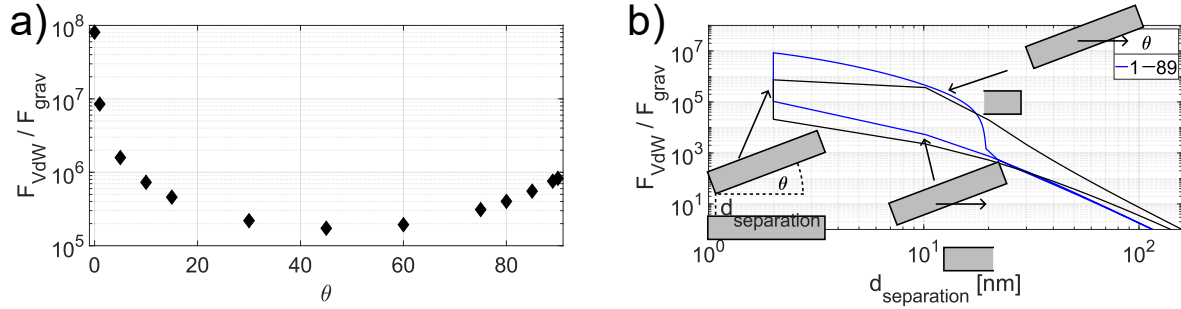 a)
F_VdW / F_grav
10^8
10^7
10^6
10^5
0
20
40
60
80
θ
b)
F_VdW / F_grav
10^7
10^5
10^3
10^1
θ
1 89
θ
d_separation
10^0
10^1
10^2
d_separation [nm]